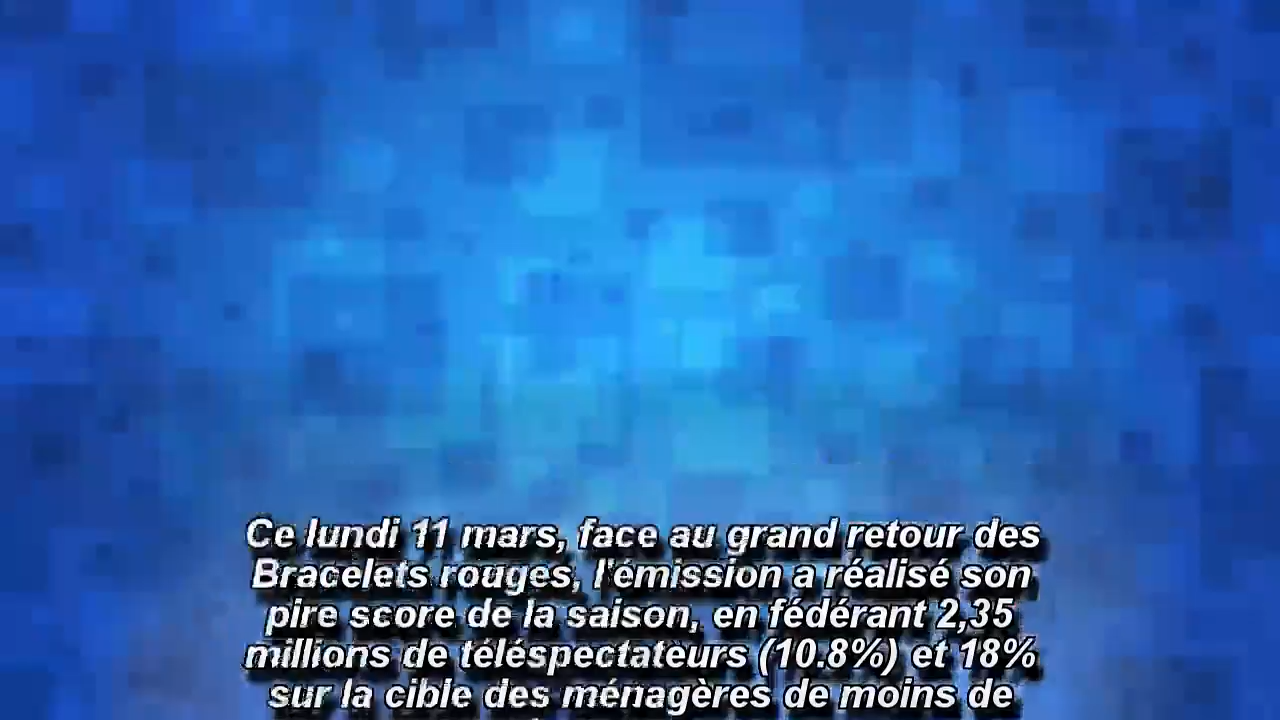 Ce lundi 11 mars, face au grand retour des
Bracelets rouges, l'émission a réalisé son
pire score de la saison, en fédérant 2,35
millions de téléspectateurs (10.8%) et 18%
sur la cible des ménagères de moins de